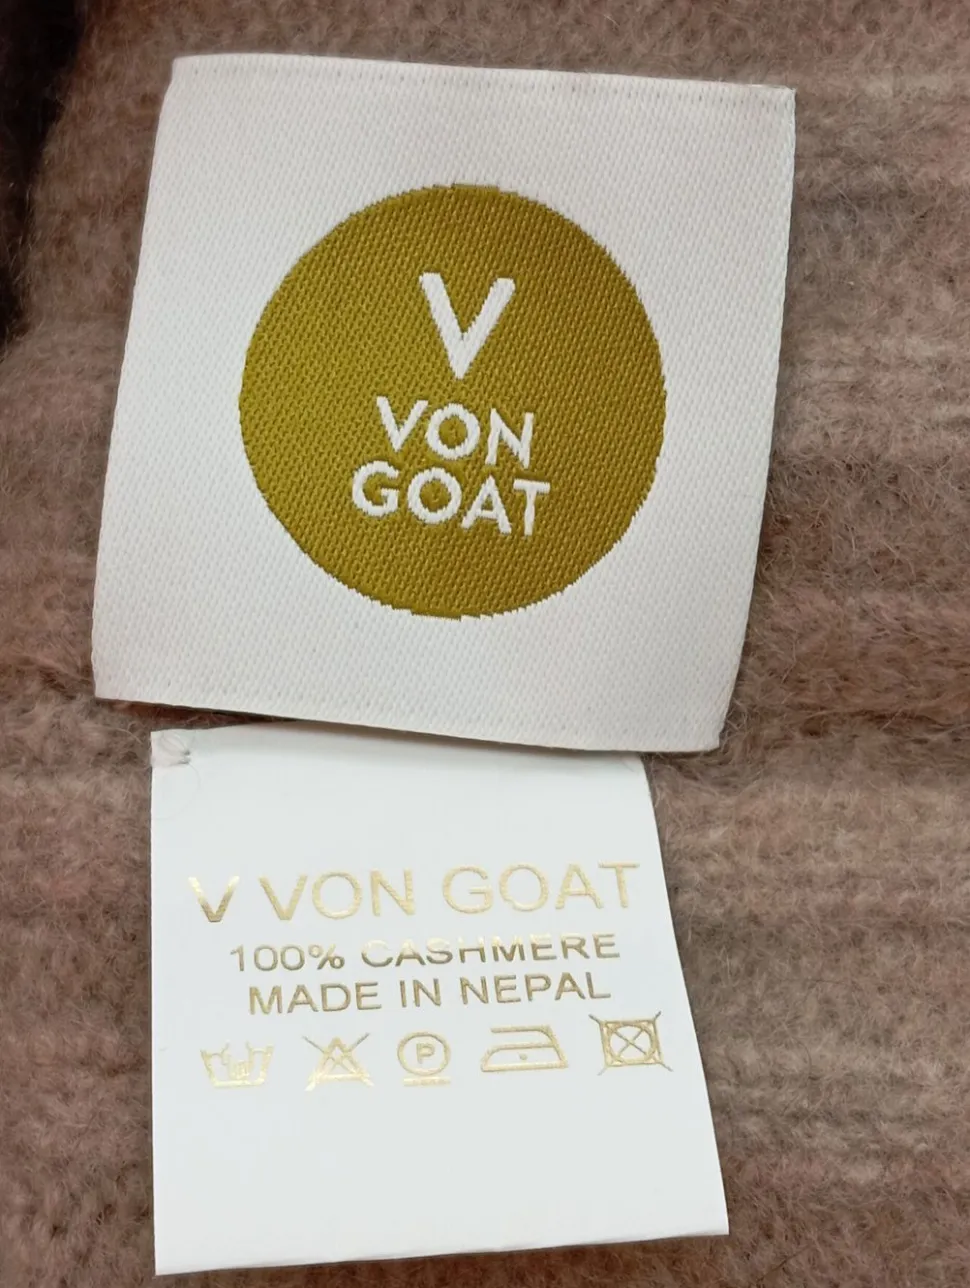 V
VON
GOAT
V VON GOAT
100% CASHMERE
MADE IN NEPAL
P